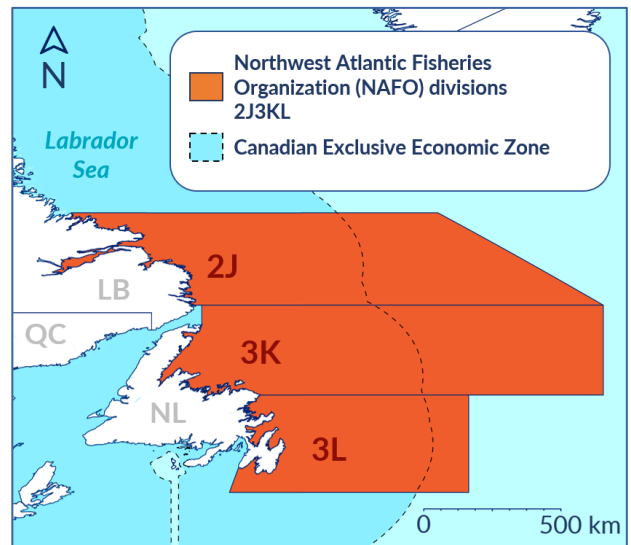 N
Northwest Atlantic Fisheries
Organization (NAFO) divisions
2J3KL
Canadian Exclusive Economic Zone
Labrador
Sea
2J
LB
QC
3K
NL
3L
0 500 km